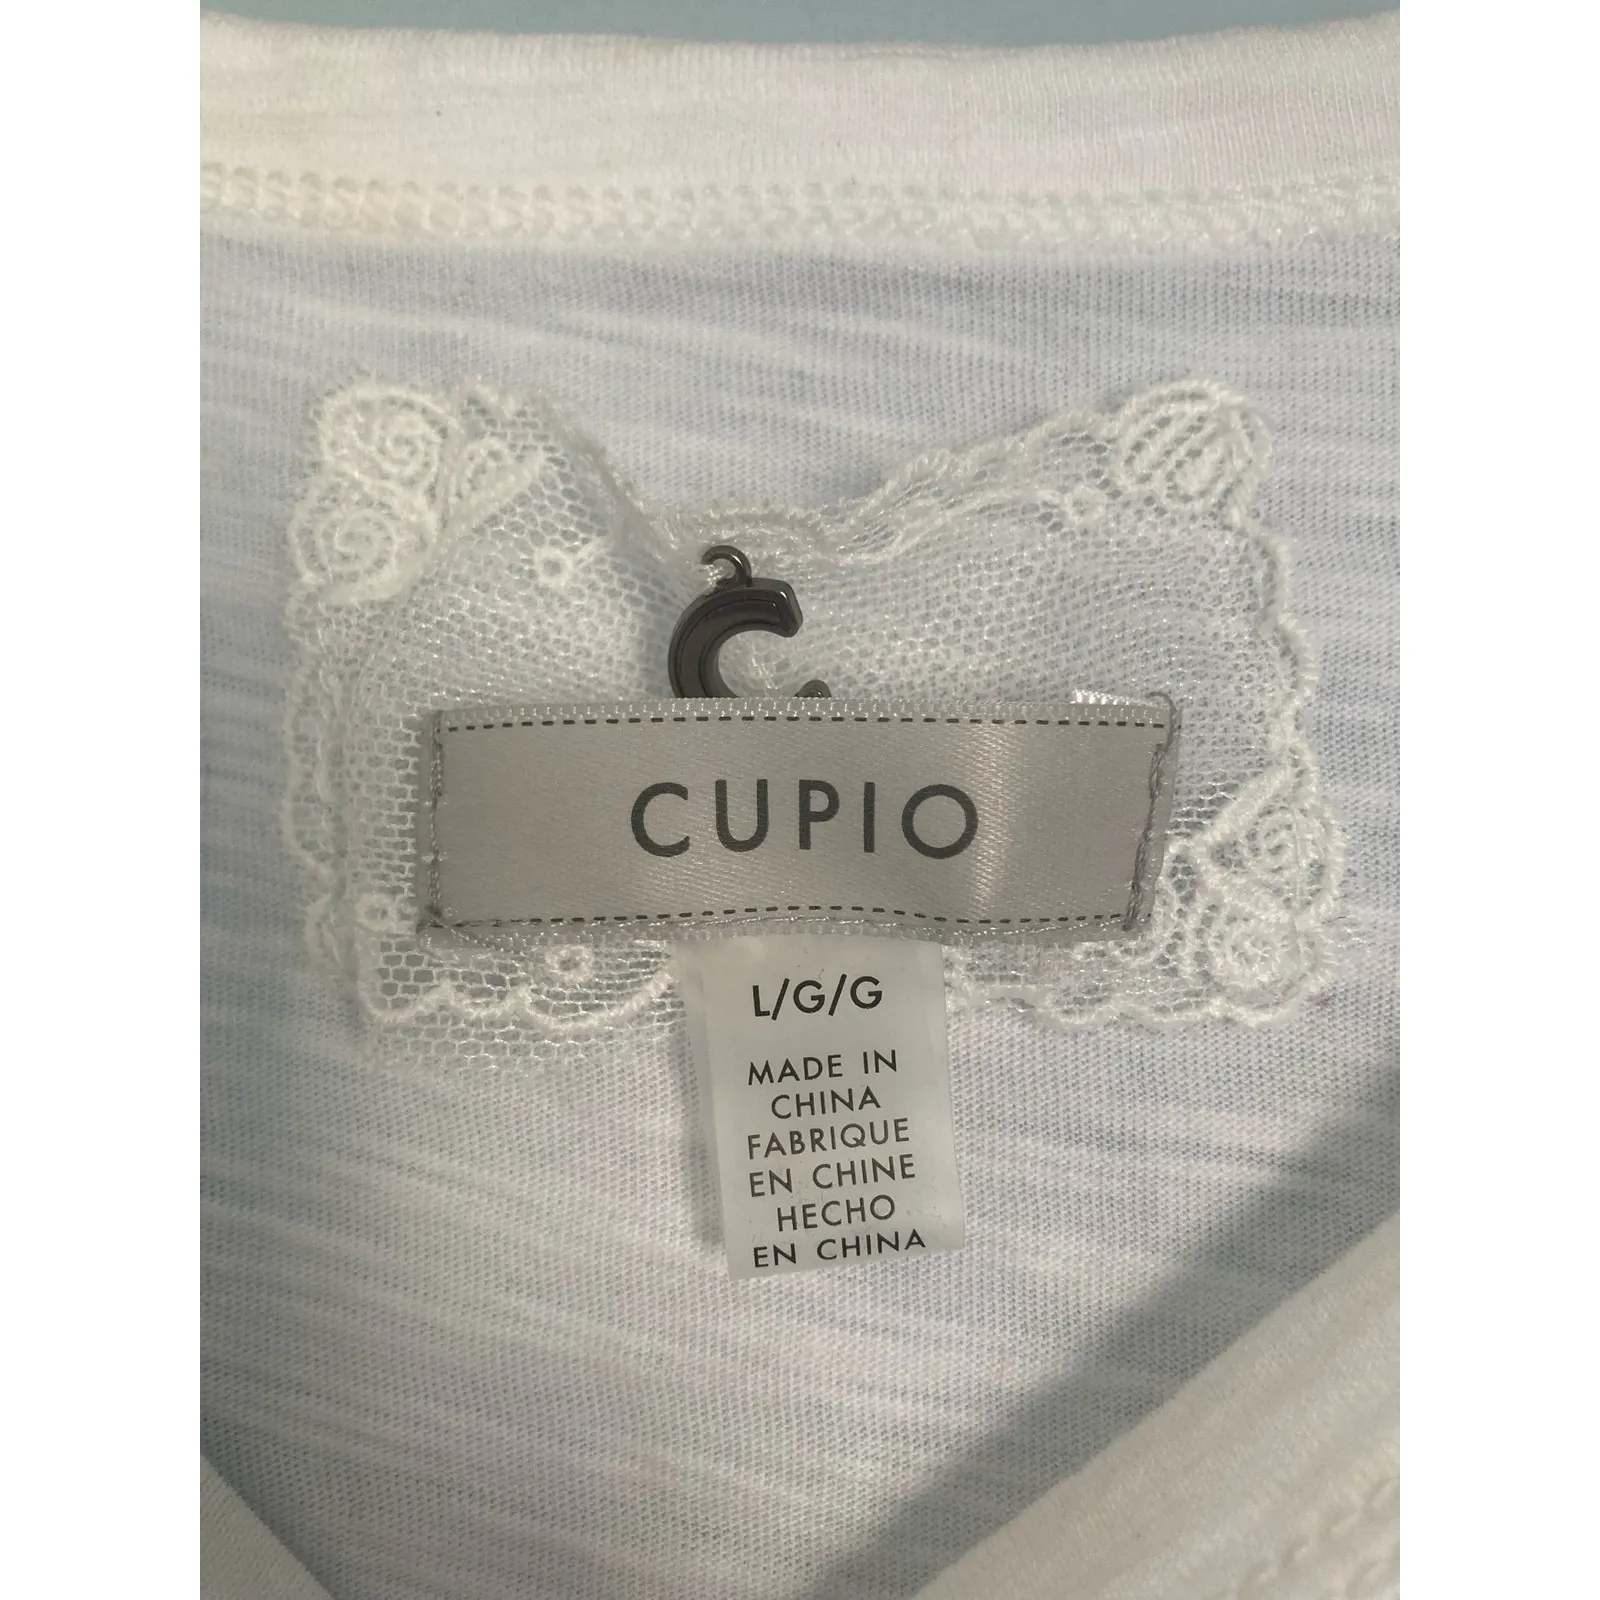 CUPIO
L/G/G
MADE IN
CHINA
FABRIQUE
EN CHINE
HECHO
EN CHINA